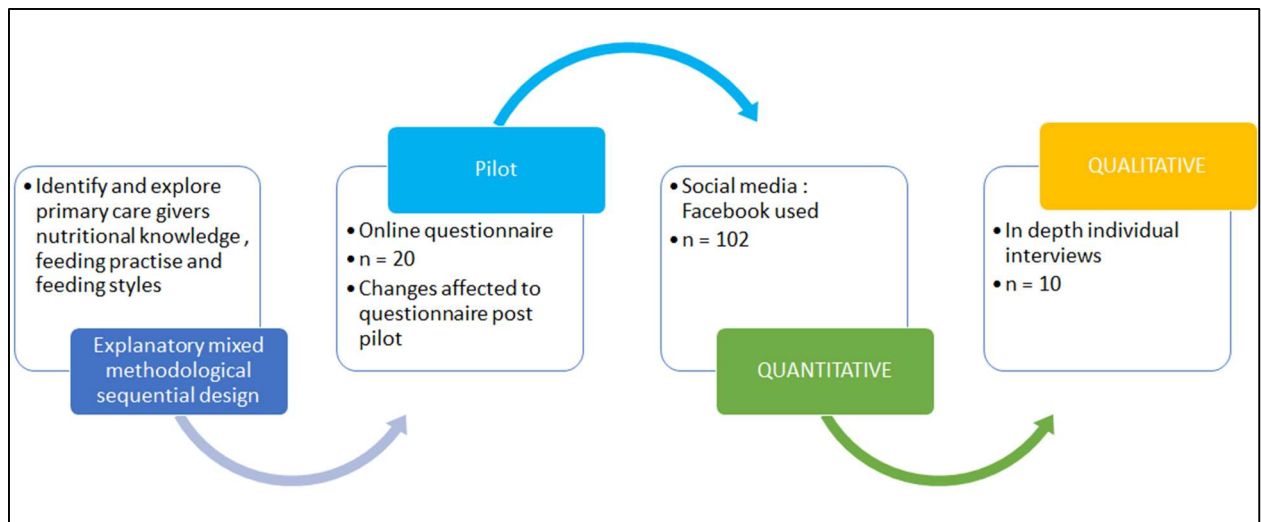 • Identify and explore
primary care givers
nutritional knowledge ,
feeding practise and
feeding styles
Explanatory mixed
methodological
sequential design
Pilot
• Online questionnaire
• n = 20
• Changes affected to
questionnaire post
pilot
• Social media :
Facebook used
• n = 102
QUANTITATIVE
QUALITATIVE
• In depth individual
interviews
• n = 10